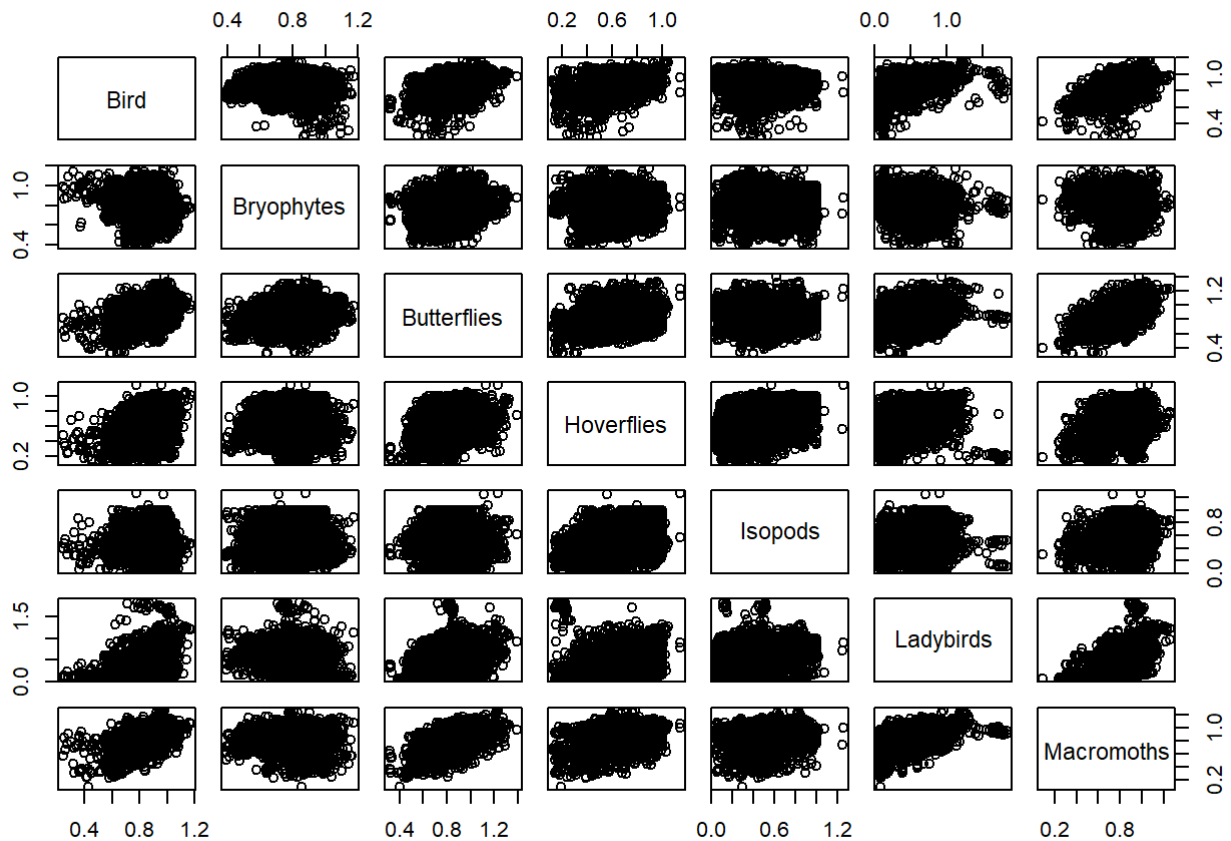 0.4 0.8 1.2 0.2 0.6 1.0 0.0 1.0
Bird 0.4 1.0
0.4 1.0 Bryophytes
Butterflies 0.4 1.2
0.2 1.0 Hoverflies
Isopods 0.0 0.8
0.0 1.5 Ladybirds
Macromoths 0.2 1.0
0.4 0.8 1.2 0.4 0.8 1.2 0.0 0.6 1.2 0.2 0.8